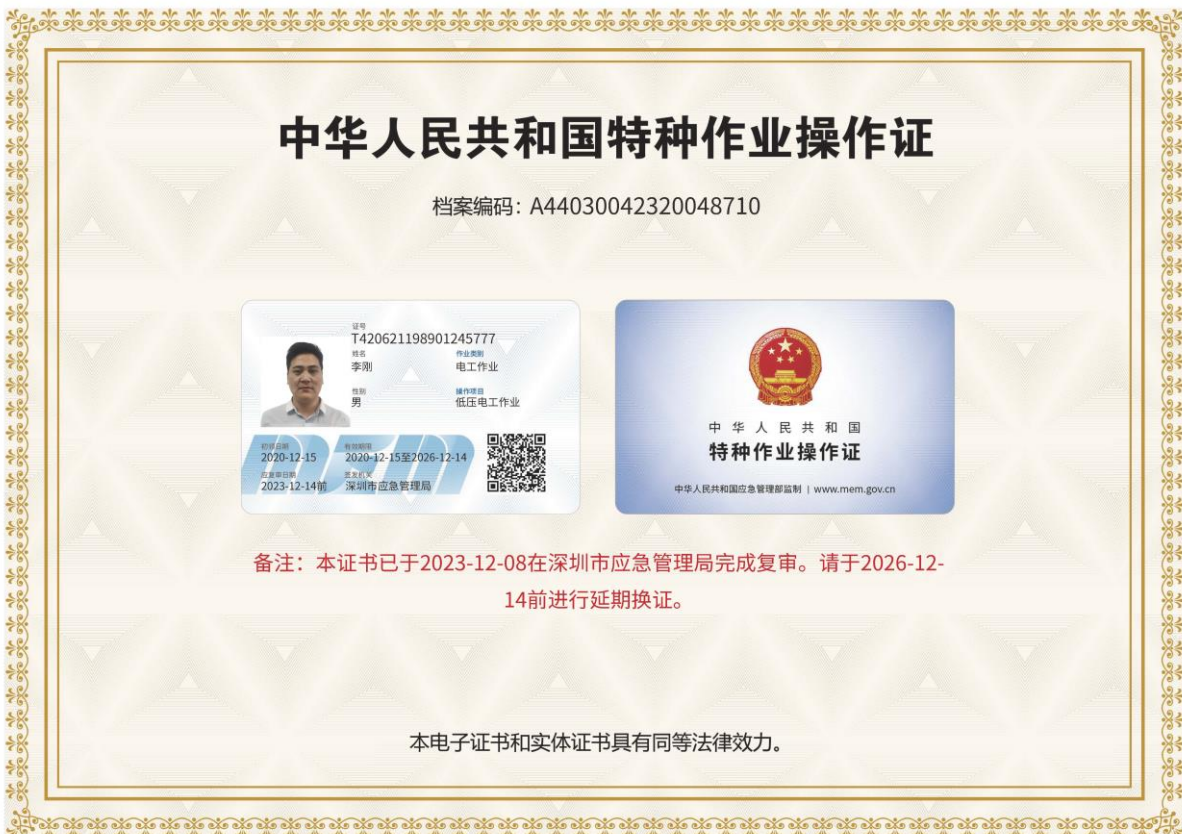 中华人民共和国特种作业操作证
档案编码：A44030042320048710
证号
T420621198901245777
姓名 作业类别
李刚 电工作业
性别 操作项目
男 低压电工作业
初领日期 有效期限
2020-12-15 2020-12-15至2026-12-14
应复审日期 签发机关
2023-12-14前 深圳市应急管理局
中华人民共和国
特种作业操作证
中华人民共和国应急管理部监制 | www.mem.gov.cn
备注：本证书已于2023-12-08在深圳市应急管理局完成复审。请于2026-12-
14前进行延期换证。
本电子证书和实体证书具有同等法律效力。